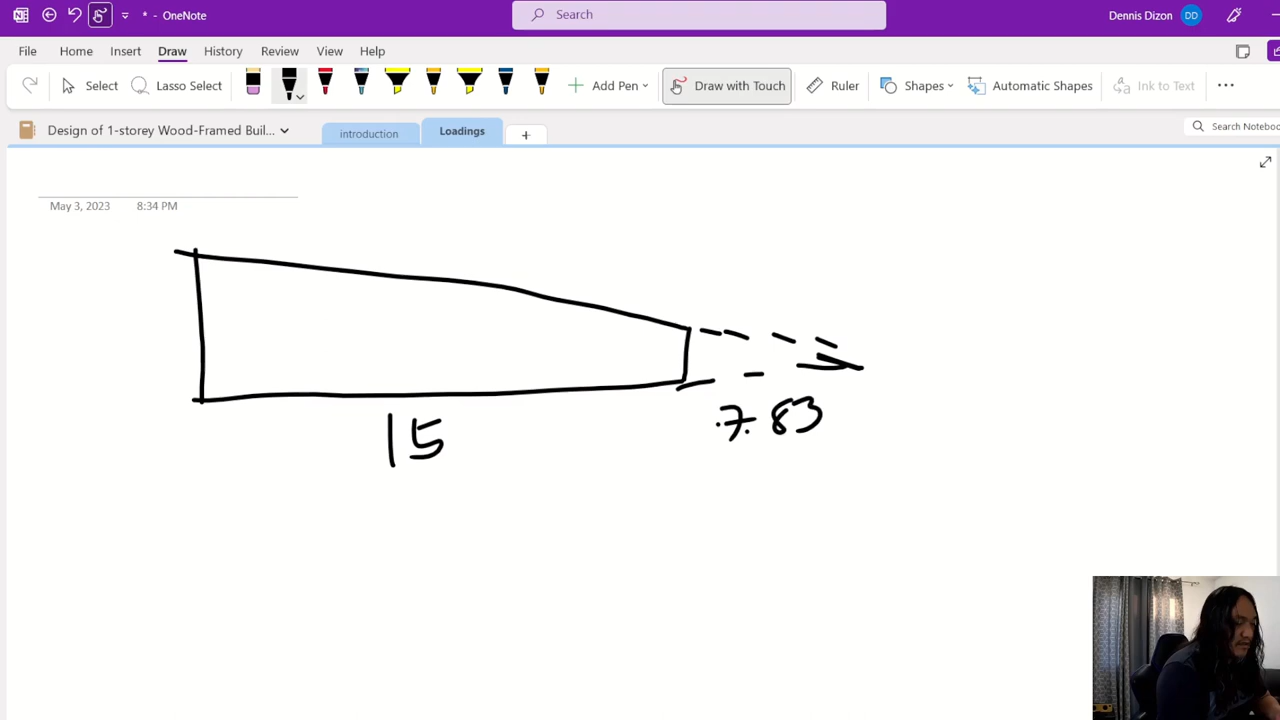 * - OneNote
Search
Dennis Dizon
DD
File Home Insert Draw History Review View Help
Select Lasso Select Add Pen Draw with Touch Ruler Shapes Automatic Shapes Ink to Text
Design of 1-storey Wood-Framed Buil... introduction Loadings Search Noteboo
May 3, 2023 8:34 PM
15
7.83